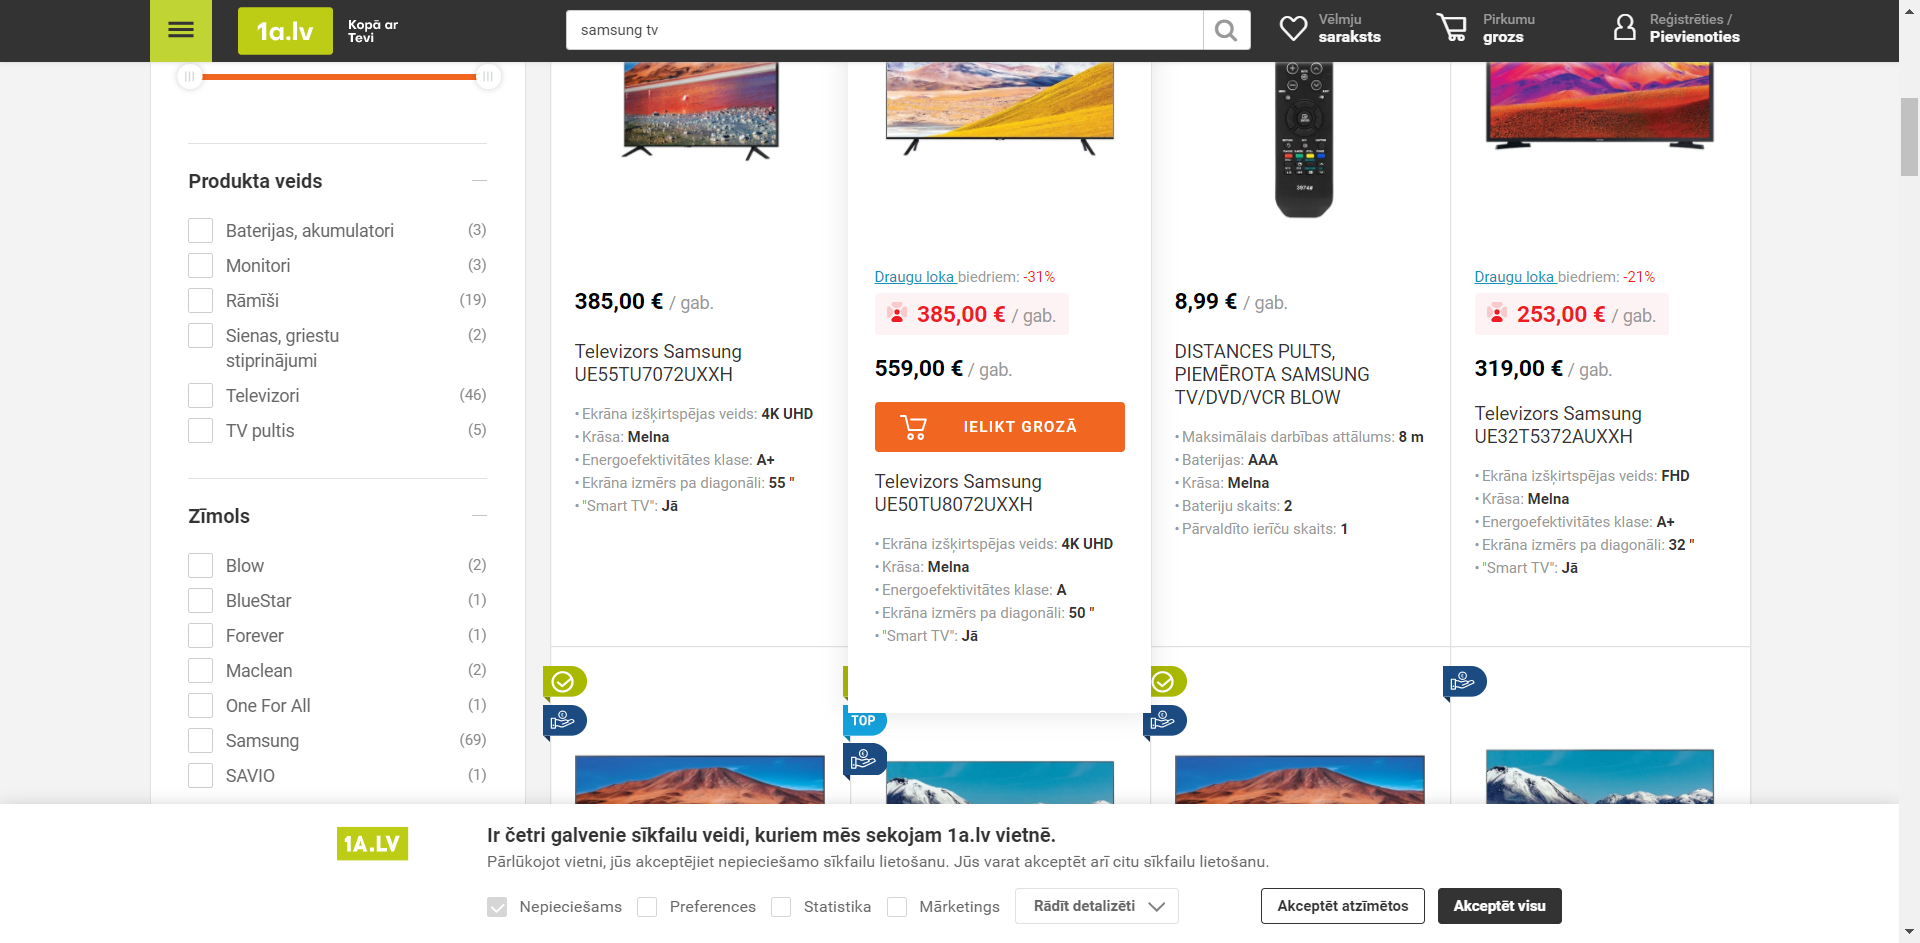 1a.lv
Kopā ar
Tevi
samsung tv
Vēlmju
saraksts
Pirkumu
grozs
Reģistrēties /
Pievienoties
Produkta veids
Baterijas, akumulatori (3)
Monitori (3)
Rāmīši (19)
Sienas, griestu (2)
stiprinājumi
Televizori (46)
TV pultis (5)
Zīmols
Blow (2)
BlueStar (1)
Forever (1)
Maclean (2)
One For All (1)
Samsung (69)
SAVIO (1)
385,00 € / gab.
Televizors Samsung
UE55TU7072UXXH
• Ekrāna izšķirtspējas veids: 4K UHD
• Krāsa: Melna
• Energoefektivitātes klase: A+
• Ekrāna izmērs pa diagonāli: 55 "
• "Smart TV": Jā
Draugu loka biedriem: -31%
385,00 € / gab.
559,00 € / gab.
IELIKT GROZĀ
Televizors Samsung
UE50TU8072UXXH
• Ekrāna izšķirtspējas veids: 4K UHD
• Krāsa: Melna
• Energoefektivitātes klase: A
• Ekrāna izmērs pa diagonāli: 50 "
• "Smart TV": Jā
8,99 € / gab.
DISTANCES PULTS,
PIEMĒROTA SAMSUNG
TV/DVD/VCR BLOW
• Maksimālais darbības attālums: 8 m
• Baterijas: AAA
• Krāsa: Melna
• Bateriju skaits: 2
• Pārvaldīto ierīču skaits: 1
Draugu loka biedriem: -21%
253,00 € / gab.
319,00 € / gab.
Televizors Samsung
UE32T5372AUXXH
• Ekrāna izšķirtspējas veids: FHD
• Krāsa: Melna
• Energoefektivitātes klase: A+
• Ekrāna izmērs pa diagonāli: 32 "
• "Smart TV": Jā
TOP
1A.LV
Ir četri galvenie sīkfailu veidi, kuriem mēs sekojam 1a.lv vietnē.
Pārlūkojot vietni, jūs akceptējiet nepieciešamo sīkfailu lietošanu. Jūs varat akceptēt arī citu sīkfailu lietošanu.
Nepieciešams Preferences Statistika Mārketings Rādīt detalizēti Akceptēt atzīmētos Akceptēt visu